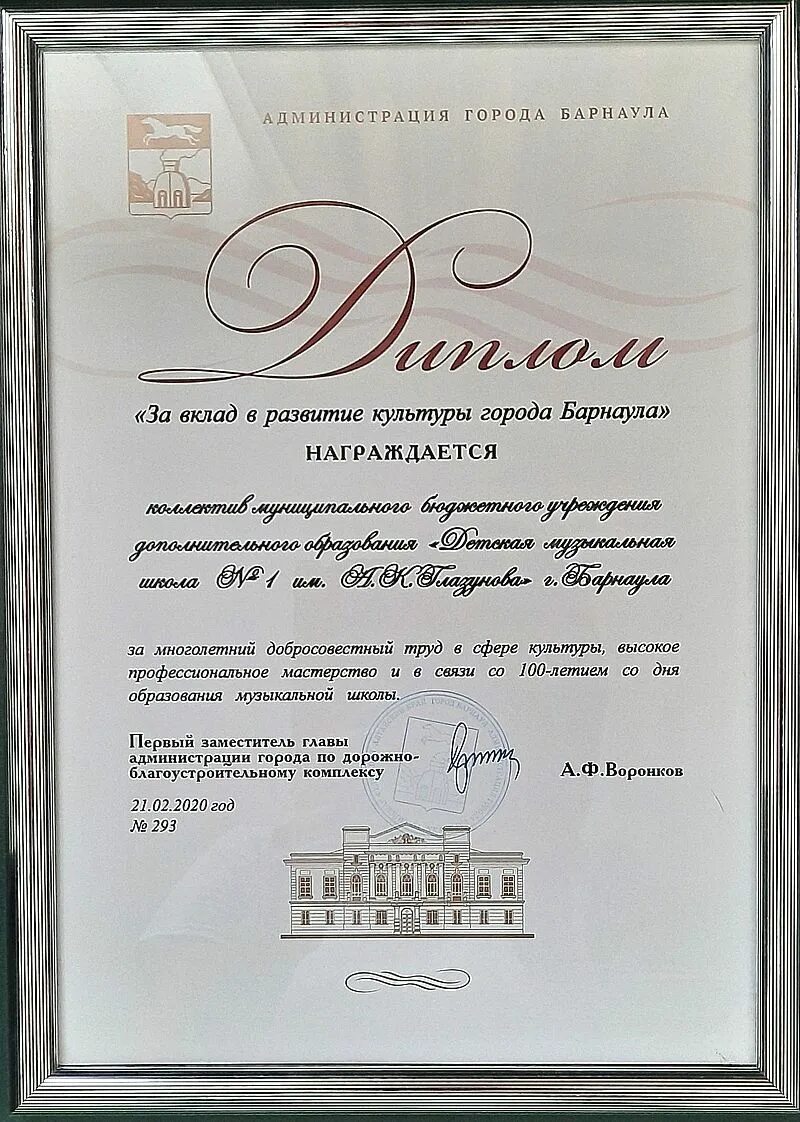 АДМИНИСТРАЦИЯ ГОРОДА БАРНАУЛА
Диплом
«За вклад в развитие культуры города Барнаула»
НАГРАЖДАЕТСЯ
коллектив муниципального бюджетного учреждения
дополнительного образования «Детская музыкальная
школа №1 им. А.К.Глазунова» г.Барнаула
за многолетний добросовестный труд в сфере культуры, высокое
профессиональное мастерство и в связи со 100-летием со дня
образования музыкальной школы.
Первый заместитель главы
администрации города по дорожно-
благоустроительному комплексу
А.Ф.Воронков
21.02.2020 год
№ 293